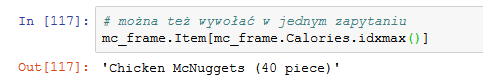 In [117]: # można też wywołać w jednym zapytaniu
mc_frame.Item[mc_frame.Calories.idxmax()]
Out[117]: 'Chicken McNuggets (40 piece)'